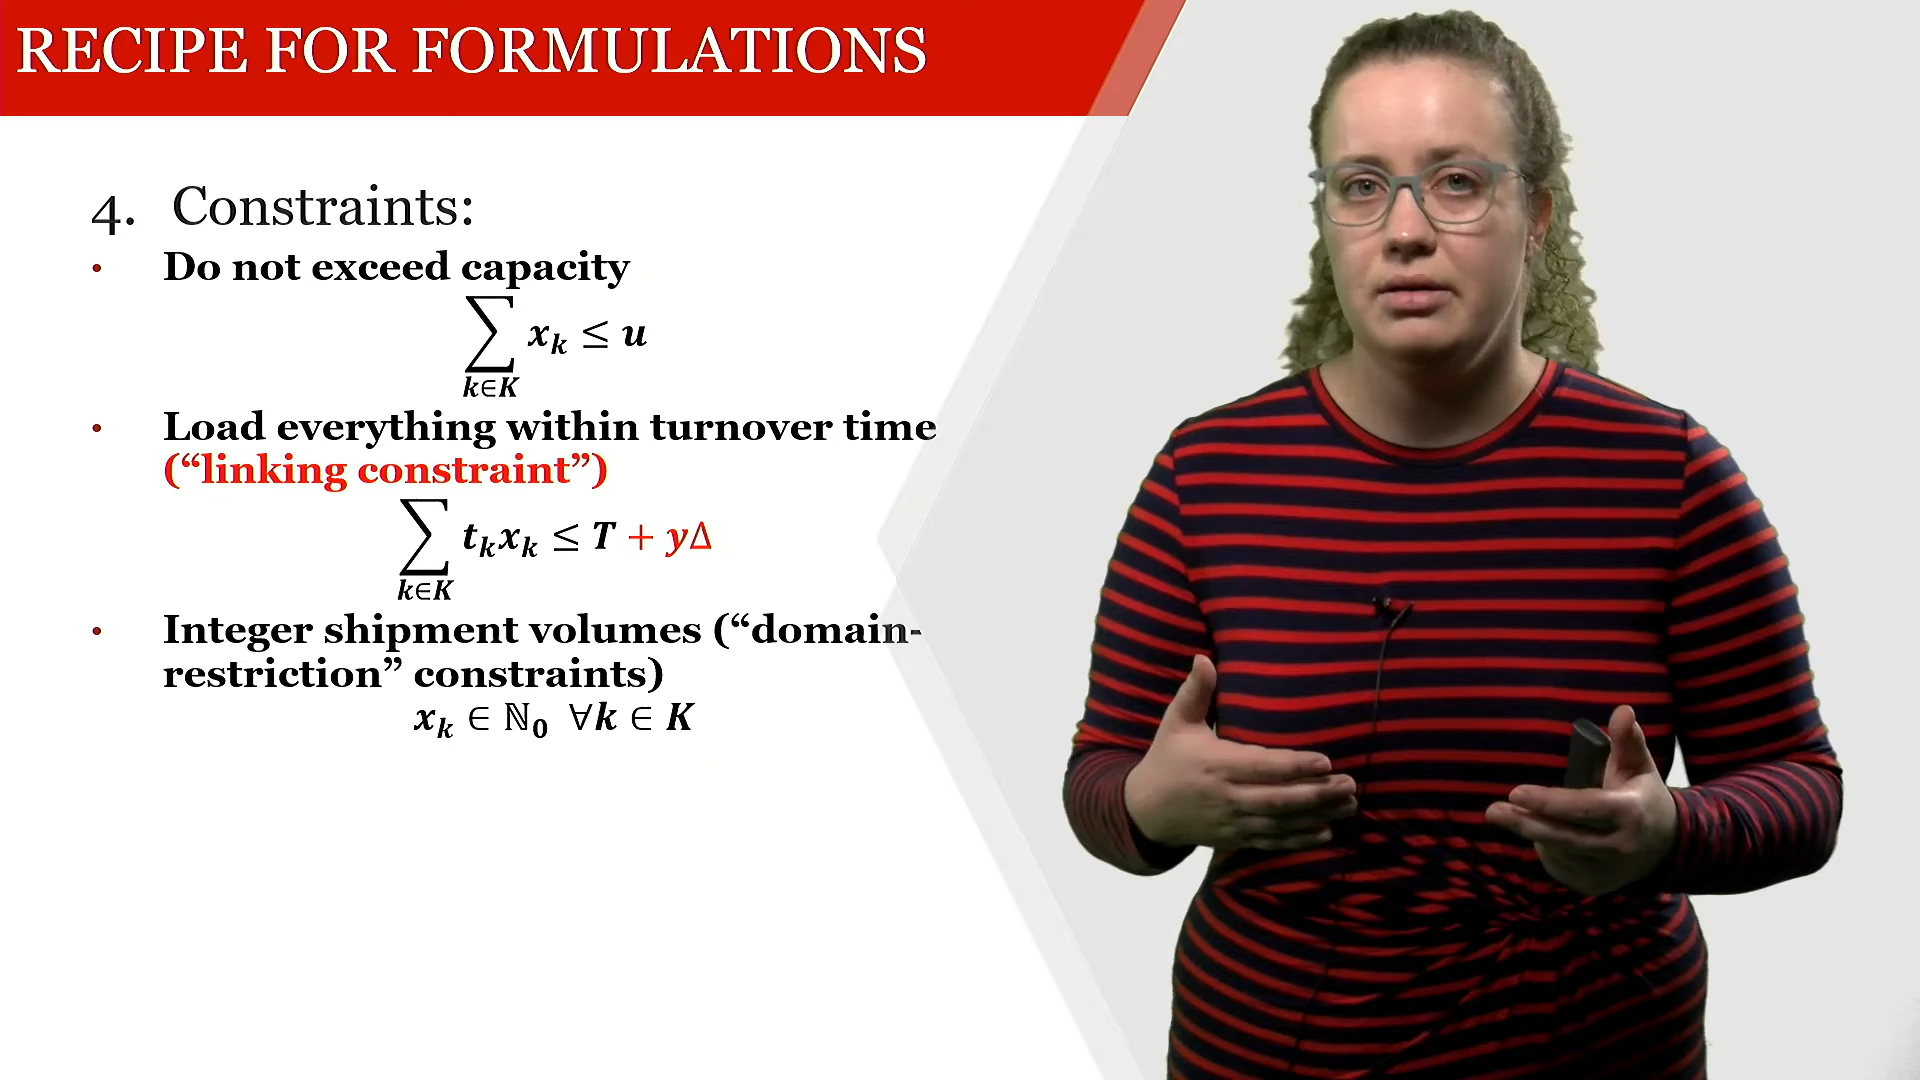 RECIPE FOR FORMULATIONS
4. Constraints:
• Do not exceed capacity
∑_{k∈K} x_k ≤ u
• Load everything within turnover time
(“linking constraint”)
∑_{k∈K} t_k x_k ≤ T + yΔ
• Integer shipment volumes (“domain-
restriction” constraints)
x_k ∈ ℕ_0 ∀k ∈ K